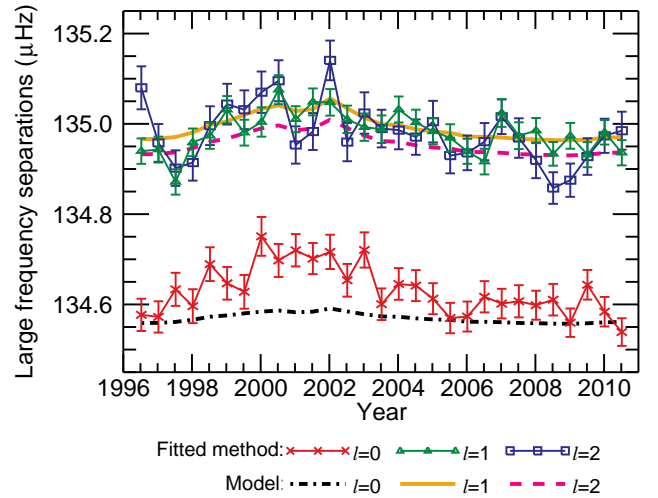 Large frequency separations (μHz)
135.2
135.0
134.8
134.6
1996 1998 2000 2002 2004 2006 2008 2010
Year
Fitted method: l=0 l=1 l=2
Model: l=0 l=1 l=2